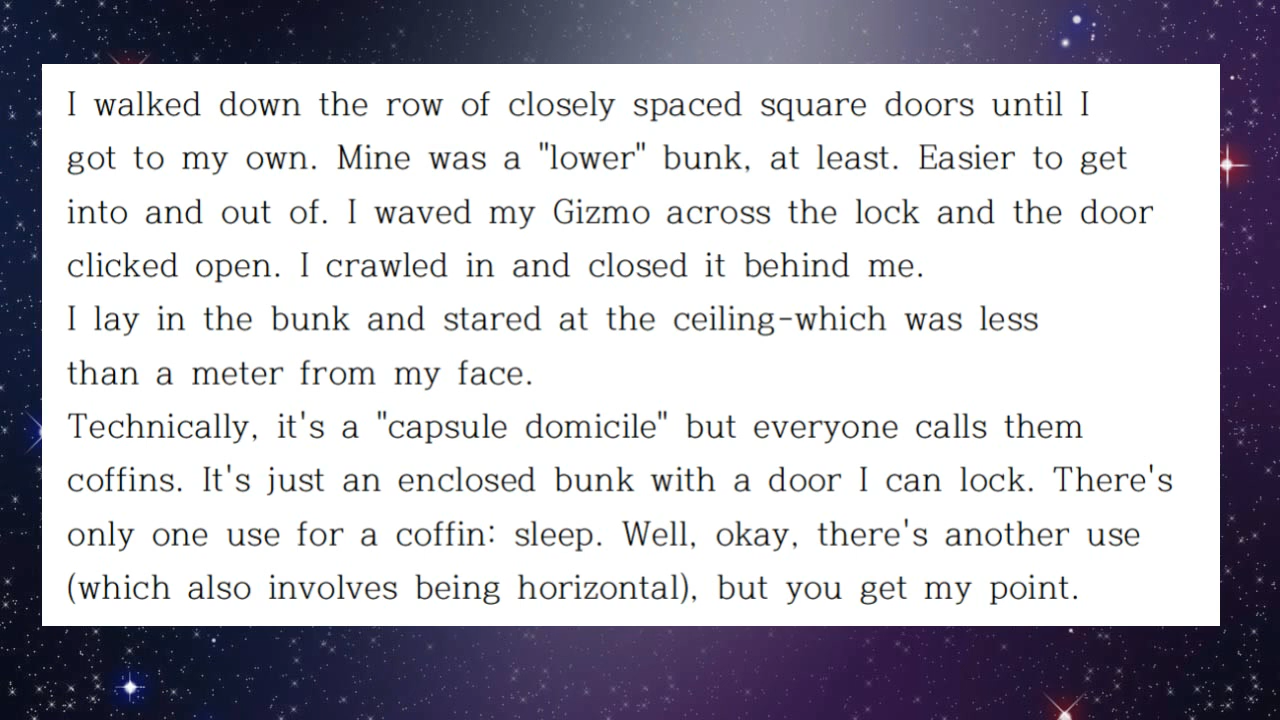 I walked down the row of closely spaced square doors until I
got to my own. Mine was a "lower" bunk, at least. Easier to get
into and out of. I waved my Gizmo across the lock and the door
clicked open. I crawled in and closed it behind me.
I lay in the bunk and stared at the ceiling-which was less
than a meter from my face.
Technically, it's a "capsule domicile" but everyone calls them
coffins. It's just an enclosed bunk with a door I can lock. There's
only one use for a coffin: sleep. Well, okay, there's another use
(which also involves being horizontal), but you get my point.